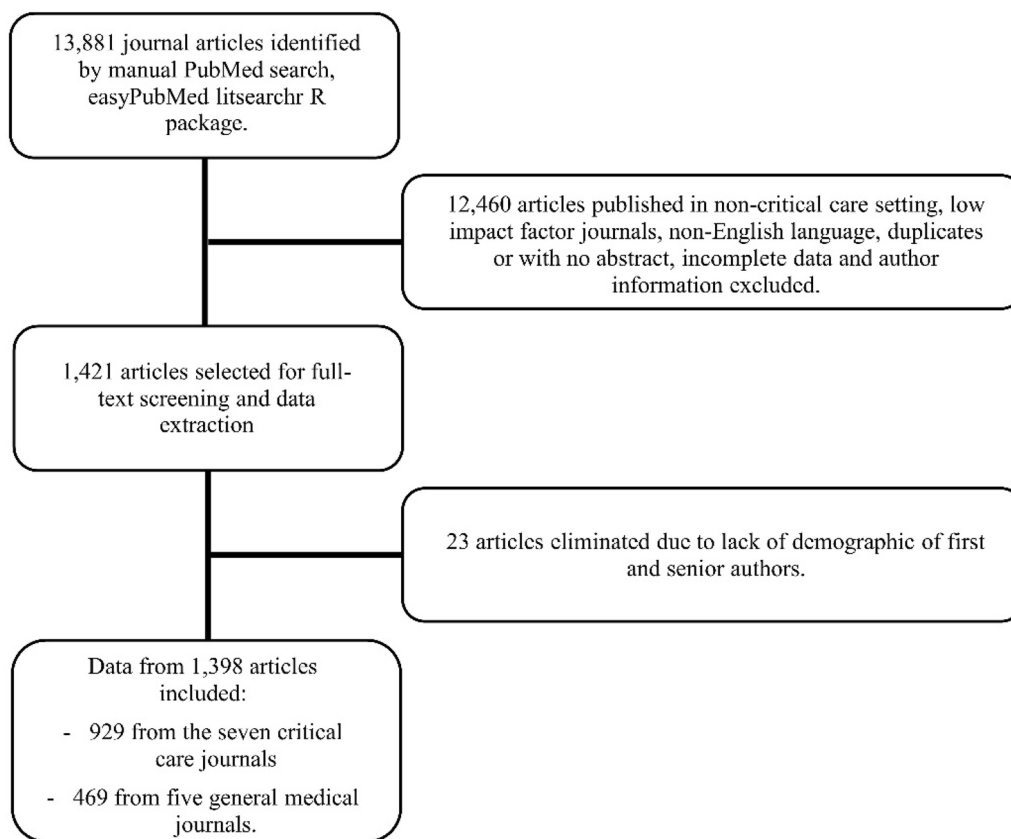 13,881 journal articles identified
by manual PubMed search,
easyPubMed litsearchr R
package.
12,460 articles published in non-critical care setting, low
impact factor journals, non-English language, duplicates
or with no abstract, incomplete data and author
information excluded.
1,421 articles selected for full-
text screening and data
extraction
23 articles eliminated due to lack of demographic of first
and senior authors.
Data from 1,398 articles
included:
- 929 from the seven critical
care journals
- 469 from five general medical
journals.